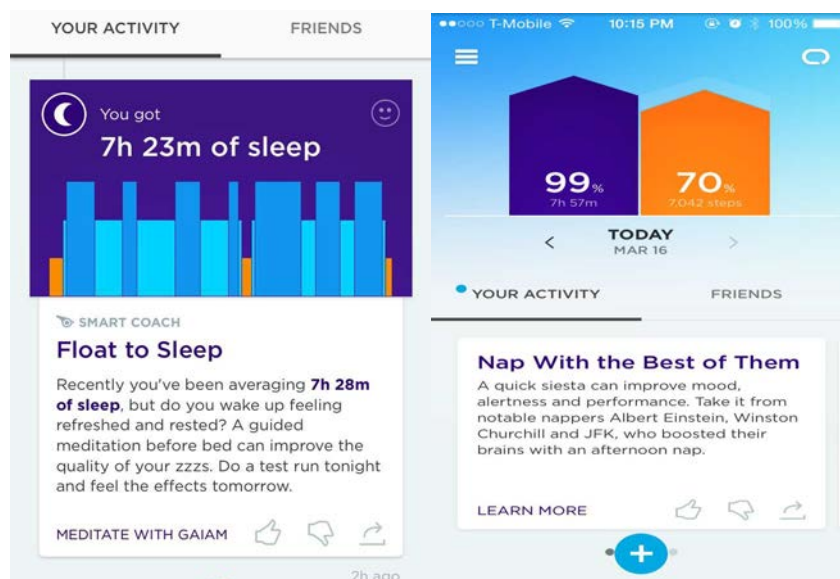 YOUR ACTIVITY
FRIENDS
You got
7h 23m of sleep
SMART COACH
Float to Sleep
Recently you've been averaging 7h 28m
of sleep, but do you wake up feeling
refreshed and rested? A guided
meditation before bed can improve the
quality of your zzzs. Do a test run tonight
and feel the effects tomorrow.
MEDITATE WITH GAIAM
2h ago
T-Mobile
10:15 PM
100%
99%
7h 57m
70%
7,042 steps
TODAY
MAR 16
YOUR ACTIVITY
FRIENDS
Nap With the Best of Them
A quick siesta can improve mood,
alertness and performance. Take it from
notable nappers Albert Einstein, Winston
Churchill and JFK, who boosted their
brains with an afternoon nap.
LEARN MORE